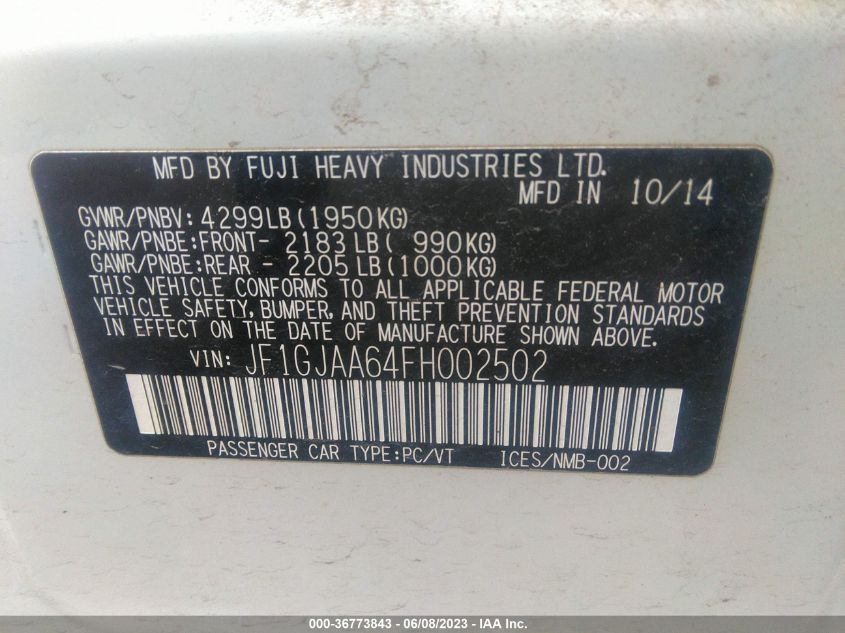 MFD BY FUJI HEAVY INDUSTRIES LTD.
MFD IN 10/14
GVWR/PNBV: 4299LB(1950KG)
GAWR/PNBE:FRONT- 2183LB( 990KG)
GAWR/PNBE:REAR - 2205LB(1000KG)
THIS VEHICLE CONFORMS TO ALL APPLICABLE FEDERAL MOTOR
VEHICLE SAFETY, BUMPER, AND THEFT PREVENTION STANDARDS
IN EFFECT ON THE DATE OF MANUFACTURE SHOWN ABOVE.
VIN: JF1GJAA64FH002502
PASSENGER CAR TYPE:PC/VT ICES/NMB-002
000-36773843 - 06/08/2023 - IAA Inc.